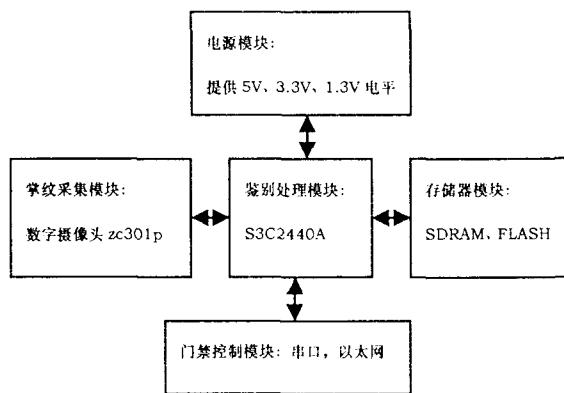 电源模块：
提供 5V、3.3V、1.3V 电平
掌纹采集模块：
数字摄像头 zc301p
鉴别处理模块：
S3C2440A
存储器模块：
SDRAM、FLASH
门禁控制模块：串口，以太网